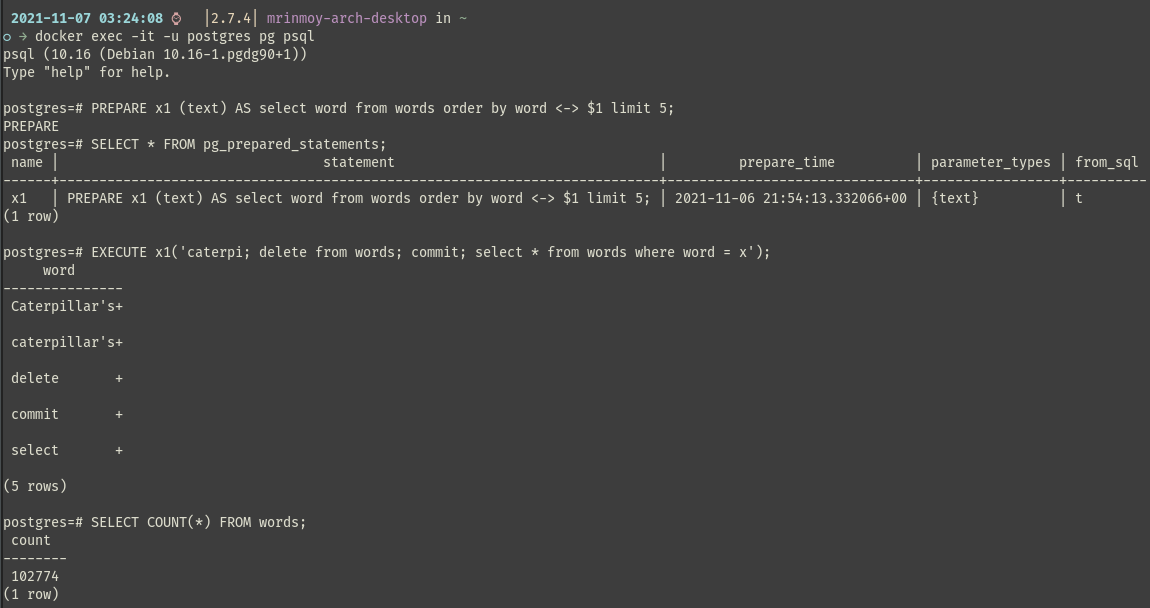 2021-11-07 03:24:08 ⌚ |2.7.4| mrinmoy-arch-desktop in ~
○ → docker exec -it -u postgres pg psql
psql (10.16 (Debian 10.16-1.pgdg90+1))
Type "help" for help.
postgres=# PREPARE x1 (text) AS select word from words order by word <-> $1 limit 5;
PREPARE
postgres=# SELECT * FROM pg_prepared_statements;
name | statement | prepare_time | parameter_types | from_sql
------+---------------------------------------------------------------------------+-------------------------------+-----------------+----------
x1 | PREPARE x1 (text) AS select word from words order by word <-> $1 limit 5; | 2021-11-06 21:54:13.332066+00 | {text} | t
(1 row)
postgres=# EXECUTE x1('caterpi; delete from words; commit; select * from words where word = x');
word
---------------
Caterpillar's+
caterpillar's+
delete +
commit +
select +
(5 rows)
postgres=# SELECT COUNT(*) FROM words;
count
--------
102774
(1 row)